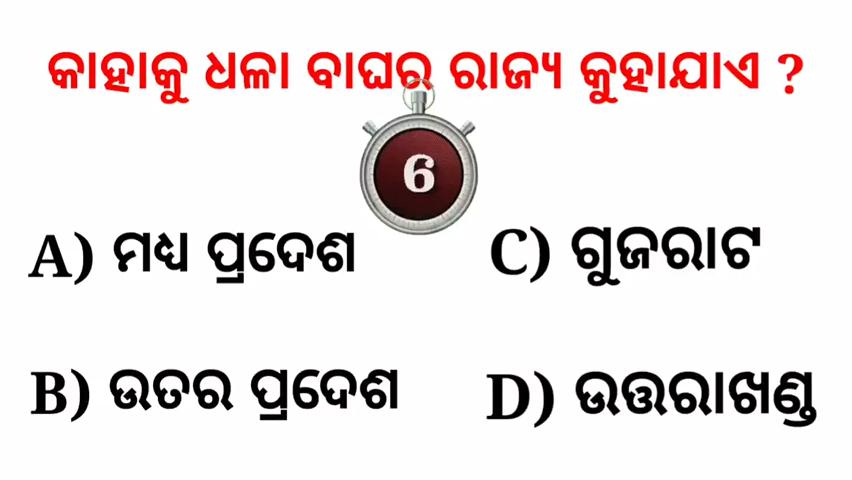 କାହାକୁ ଧଳା ବାଘର ରାଜ୍ୟ କୁହାଯାଏ ?
6
A) ମଧ୍ୟ ପ୍ରଦେଶ
C) ଗୁଜରାଟ
B) ଉତର ପ୍ରଦେଶ
D) ଉତ୍ତରାଖଣ୍ଡ